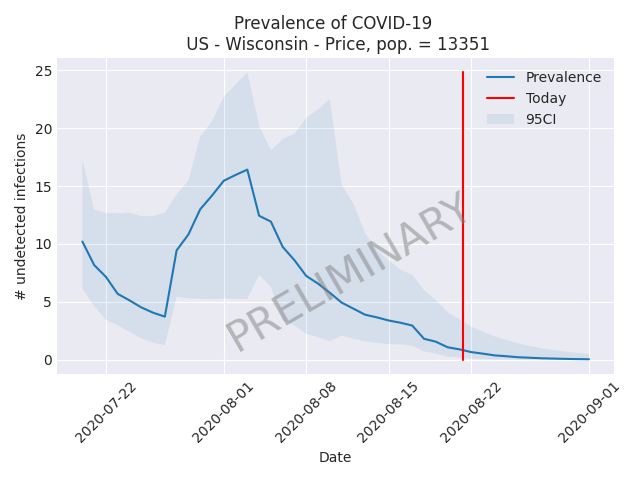 Prevalence of COVID-19
US - Wisconsin - Price, pop. = 13351
25
20
15
10
5
0
# undetected infections
Prevalence
Today
95CI
PRELIMINARY
2020-07-22
2020-08-01
2020-08-08
2020-08-15
2020-08-22
2020-09-01
Date